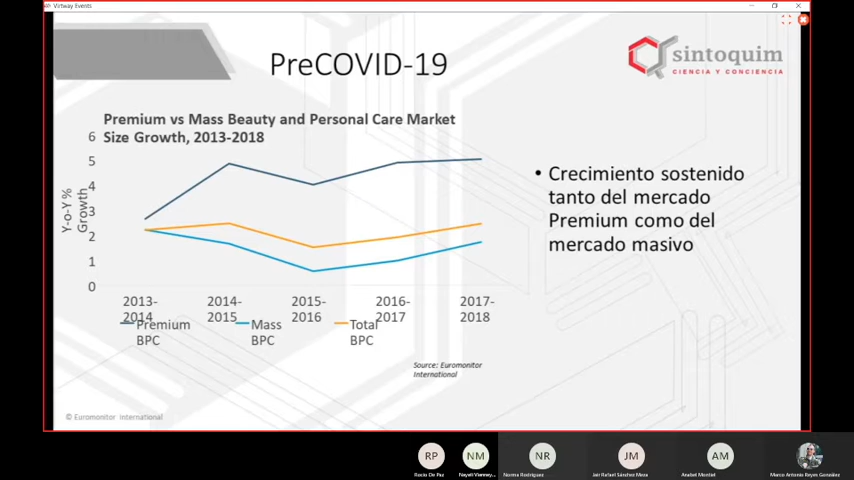 Virtway Events
PreCOVID-19
sintoquim
CIENCIA Y CONCIENCIA
Premium vs Mass Beauty and Personal Care Market
Size Growth, 2013-2018
Y-o-Y %
Growth
6
5
4
3
2
1
0
2013-
2014
2014-
2015
2015-
2016
2016-
2017
2017-
2018
Premium
BPC
Mass
BPC
Total
BPC
• Crecimiento sostenido
tanto del mercado
Premium como del
mercado masivo
Source: Euromonitor
International
© Euromonitor International
RP
NM
NR
JM
AM
Rocio De Paz
Nayeli Vianney...
Norma Rodriguez
Jair Rafael Sánchez Meza
Anabel Montiel
Marco Antonio Reyes González